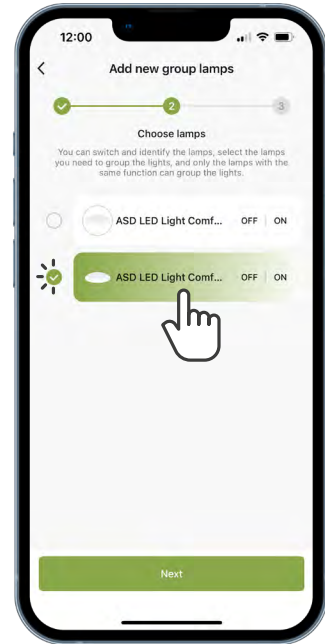 12:00
Add new group lamps
2 3
Choose lamps
You can switch and identify the lamps, select the lamps
you need to group the lights, and only the lamps with the
same function can group the lights.
ASD LED Light Comf... OFF ON
ASD LED Light Comf... OFF ON
Next